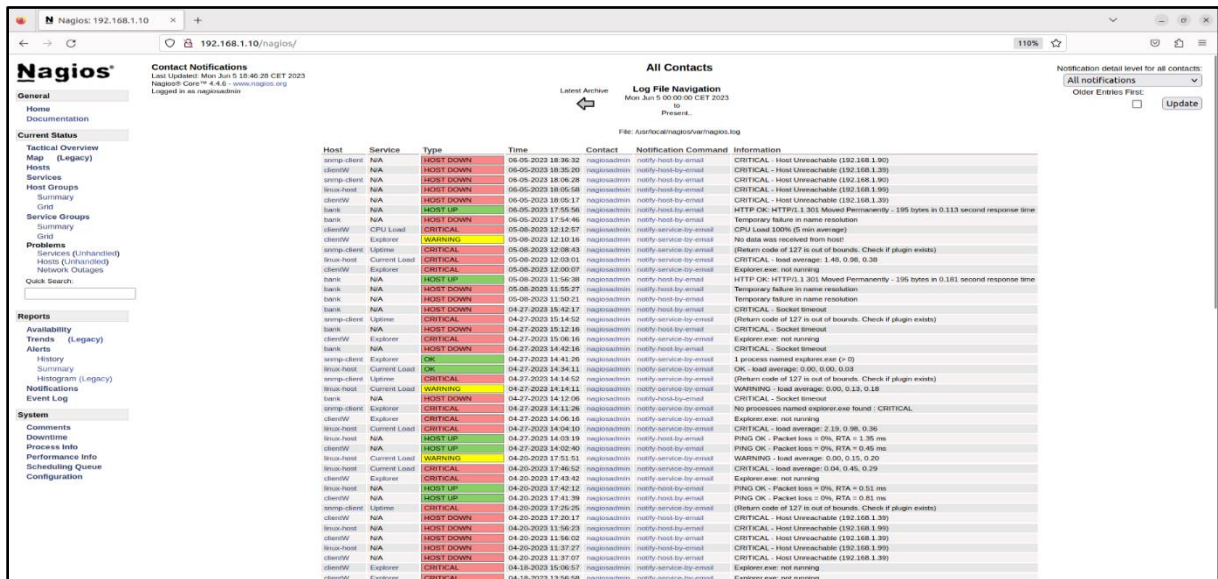 Nagios: 192.168.1.10
192.168.1.10/nagios/
110%
Nagios®
General
Home
Documentation
Current Status
Tactical Overview
Map (Legacy)
Hosts
Services
Host Groups
Summary
Grid
Service Groups
Summary
Grid
Problems
Services (Unhandled)
Hosts (Unhandled)
Network Outages
Quick Search:
Reports
Availability
Trends (Legacy)
Alerts
History
Summary
Histogram (Legacy)
Notifications
Event Log
System
Comments
Downtime
Process Info
Performance Info
Scheduling Queue
Configuration
Contact Notifications
Last Updated: Mon Jun 5 18:46:28 CET 2023
Nagios® Core™ 4.4.6 - www.nagios.org
Logged in as nagiosadmin
All Contacts
Latest Archive
Log File Navigation
Mon Jun 5 00:00:00 CET 2023
to
Present..
File: /usr/local/nagios/var/nagios.log
Notification detail level for all contacts:
All notifications
Older Entries First:
Update
Host Service Type Time Contact Notification Command Information
snmp-client N/A HOST DOWN 06-05-2023 18:36:32 nagiosadmin notify-host-by-email CRITICAL - Host Unreachable (192.168.1.90)
clientW N/A HOST DOWN 06-05-2023 18:35:20 nagiosadmin notify-host-by-email CRITICAL - Host Unreachable (192.168.1.39)
snmp-client N/A HOST DOWN 06-05-2023 18:06:28 nagiosadmin notify-host-by-email CRITICAL - Host Unreachable (192.168.1.90)
linux-host N/A HOST DOWN 06-05-2023 18:05:58 nagiosadmin notify-host-by-email CRITICAL - Host Unreachable (192.168.1.99)
clientW N/A HOST DOWN 06-05-2023 18:05:17 nagiosadmin notify-host-by-email CRITICAL - Host Unreachable (192.168.1.39)
bank N/A HOST UP 06-05-2023 17:55:56 nagiosadmin notify-host-by-email HTTP OK: HTTP/1.1 301 Moved Permanently - 195 bytes in 0.113 second response time
bank N/A HOST DOWN 06-05-2023 17:54:46 nagiosadmin notify-host-by-email Temporary failure in name resolution
clientW CPU Load CRITICAL 05-08-2023 12:12:57 nagiosadmin notify-service-by-email CPU Load 100% (5 min average)
clientW Explorer WARNING 05-08-2023 12:10:16 nagiosadmin notify-service-by-email No data was received from host!
snmp-client Uptime CRITICAL 05-08-2023 12:08:43 nagiosadmin notify-service-by-email (Return code of 127 is out of bounds. Check if plugin exists)
linux-host Current Load CRITICAL 05-08-2023 12:03:01 nagiosadmin notify-service-by-email CRITICAL - load average: 1.48, 0.98, 0.38
clientW Explorer CRITICAL 05-08-2023 12:00:07 nagiosadmin notify-service-by-email Explorer.exe: not running
bank N/A HOST UP 05-08-2023 11:56:38 nagiosadmin notify-host-by-email HTTP OK: HTTP/1.1 301 Moved Permanently - 195 bytes in 0.181 second response time
bank N/A HOST DOWN 05-08-2023 11:55:27 nagiosadmin notify-host-by-email Temporary failure in name resolution
bank N/A HOST DOWN 05-08-2023 11:50:21 nagiosadmin notify-host-by-email Temporary failure in name resolution
bank N/A HOST DOWN 04-27-2023 15:42:17 nagiosadmin notify-host-by-email CRITICAL - Socket timeout
snmp-client Uptime CRITICAL 04-27-2023 15:14:52 nagiosadmin notify-service-by-email (Return code of 127 is out of bounds. Check if plugin exists)
bank N/A HOST DOWN 04-27-2023 15:12:16 nagiosadmin notify-host-by-email CRITICAL - Socket timeout
clientW Explorer CRITICAL 04-27-2023 15:06:16 nagiosadmin notify-service-by-email Explorer.exe: not running
bank N/A HOST DOWN 04-27-2023 14:42:16 nagiosadmin notify-host-by-email CRITICAL - Socket timeout
snmp-client Explorer OK 04-27-2023 14:41:26 nagiosadmin notify-service-by-email 1 process named explorer.exe (> 0)
linux-host Current Load OK 04-27-2023 14:34:11 nagiosadmin notify-service-by-email OK - load average: 0.00, 0.00, 0.03
snmp-client Uptime CRITICAL 04-27-2023 14:14:52 nagiosadmin notify-service-by-email (Return code of 127 is out of bounds. Check if plugin exists)
linux-host Current Load WARNING 04-27-2023 14:14:11 nagiosadmin notify-service-by-email WARNING - load average: 0.00, 0.13, 0.18
bank N/A HOST DOWN 04-27-2023 14:12:06 nagiosadmin notify-host-by-email CRITICAL - Socket timeout
snmp-client Explorer CRITICAL 04-27-2023 14:11:26 nagiosadmin notify-service-by-email No processes named explorer.exe found : CRITICAL
clientW Explorer CRITICAL 04-27-2023 14:06:16 nagiosadmin notify-service-by-email Explorer.exe: not running
linux-host Current Load CRITICAL 04-27-2023 14:04:10 nagiosadmin notify-service-by-email CRITICAL - load average: 2.19, 0.98, 0.36
linux-host N/A HOST UP 04-27-2023 14:03:19 nagiosadmin notify-host-by-email PING OK - Packet loss = 0%, RTA = 1.35 ms
clientW N/A HOST UP 04-27-2023 14:02:40 nagiosadmin notify-host-by-email PING OK - Packet loss = 0%, RTA = 0.45 ms
linux-host Current Load WARNING 04-20-2023 17:51:51 nagiosadmin notify-service-by-email WARNING - load average: 0.00, 0.15, 0.20
linux-host Current Load CRITICAL 04-20-2023 17:46:52 nagiosadmin notify-service-by-email CRITICAL - load average: 0.04, 0.45, 0.29
clientW Explorer CRITICAL 04-20-2023 17:43:42 nagiosadmin notify-service-by-email Explorer.exe: not running
linux-host N/A HOST UP 04-20-2023 17:42:12 nagiosadmin notify-host-by-email PING OK - Packet loss = 0%, RTA = 0.51 ms
clientW N/A HOST UP 04-20-2023 17:41:39 nagiosadmin notify-host-by-email PING OK - Packet loss = 0%, RTA = 0.81 ms
snmp-client Uptime CRITICAL 04-20-2023 17:25:25 nagiosadmin notify-service-by-email (Return code of 127 is out of bounds. Check if plugin exists)
clientW N/A HOST DOWN 04-20-2023 17:20:17 nagiosadmin notify-host-by-email CRITICAL - Host Unreachable (192.168.1.39)
linux-host N/A HOST DOWN 04-20-2023 11:56:23 nagiosadmin notify-host-by-email CRITICAL - Host Unreachable (192.168.1.99)
clientW N/A HOST DOWN 04-20-2023 11:56:02 nagiosadmin notify-host-by-email CRITICAL - Host Unreachable (192.168.1.39)
linux-host N/A HOST DOWN 04-20-2023 11:37:27 nagiosadmin notify-host-by-email CRITICAL - Host Unreachable (192.168.1.99)
clientW N/A HOST DOWN 04-20-2023 11:37:07 nagiosadmin notify-host-by-email CRITICAL - Host Unreachable (192.168.1.39)
clientW Explorer CRITICAL 04-18-2023 15:06:57 nagiosadmin notify-service-by-email Explorer.exe: not running
clientW Explorer CRITICAL 04-18-2023 13:56:58 nagiosadmin notify-service-by-email Explorer.exe: not running